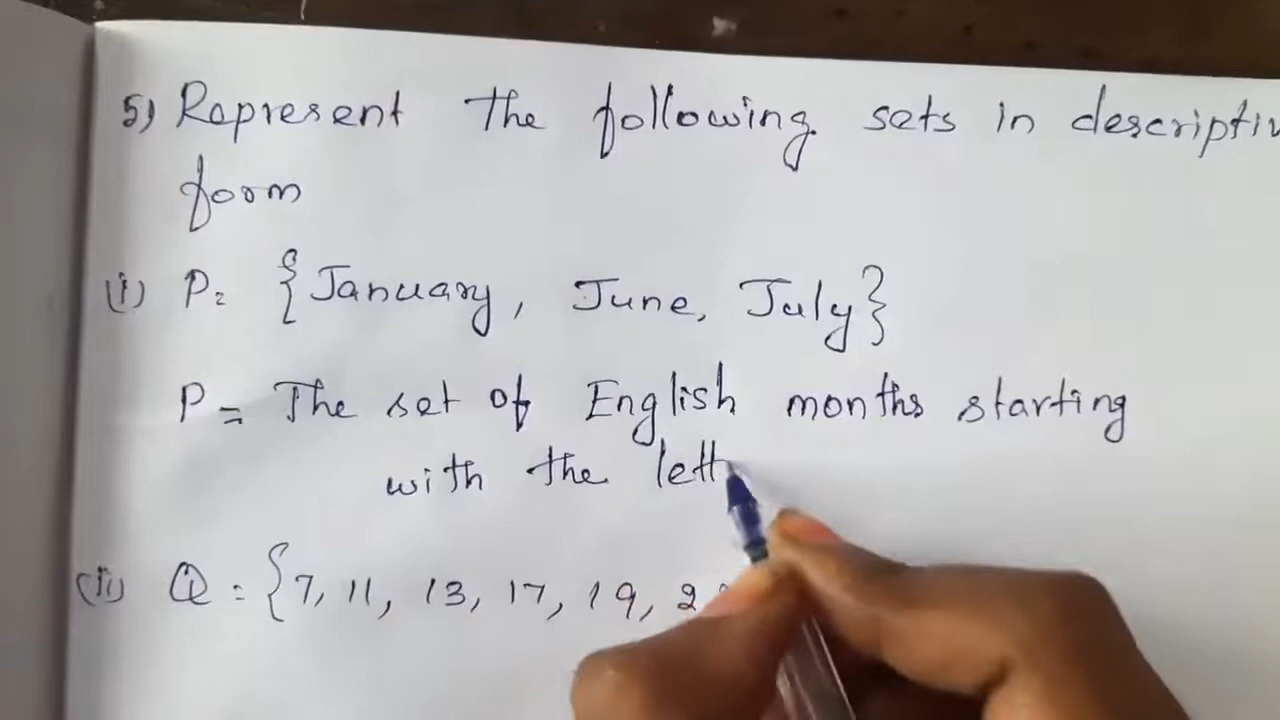 5) Represent the following sets in descriptiv
form
(i) P = {January, June, July}
P = The set of English months starting
with the lett
(ii) Q = {7, 11, 13, 17, 19, 2